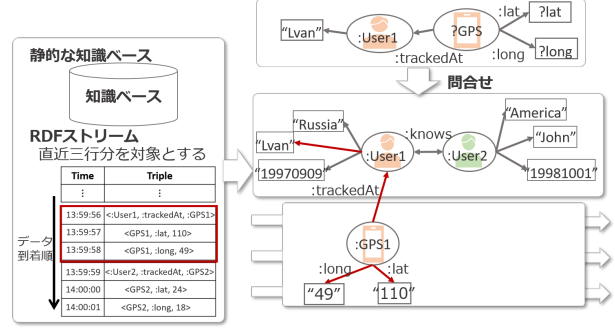 静的な知識ベース
知識ベース
RDFストリーム
直近三行分を対象とする
Time Triple
⋮ ⋮
13:59:56 <:User1, :trackedAt, :GPS1>
13:59:57 <GPS1, :lat, 110>
13:59:58 <GPS1, :long, 49>
13:59:59 <:User2, :trackedAt, :GPS2>
14:00:00 <GPS2, :lat, 24>
14:00:01 <GPS2, :long, 18>
データ
到着順
"Lvan"
:User1
:trackedAt
?GPS
:lat
?lat
:long
?long
問合せ
"Russia"
"Lvan"
"19970909"
:User1
:knows
:User2
"America"
"John"
"19981001"
:trackedAt
:GPS1
:long
:lat
"49"
"110"